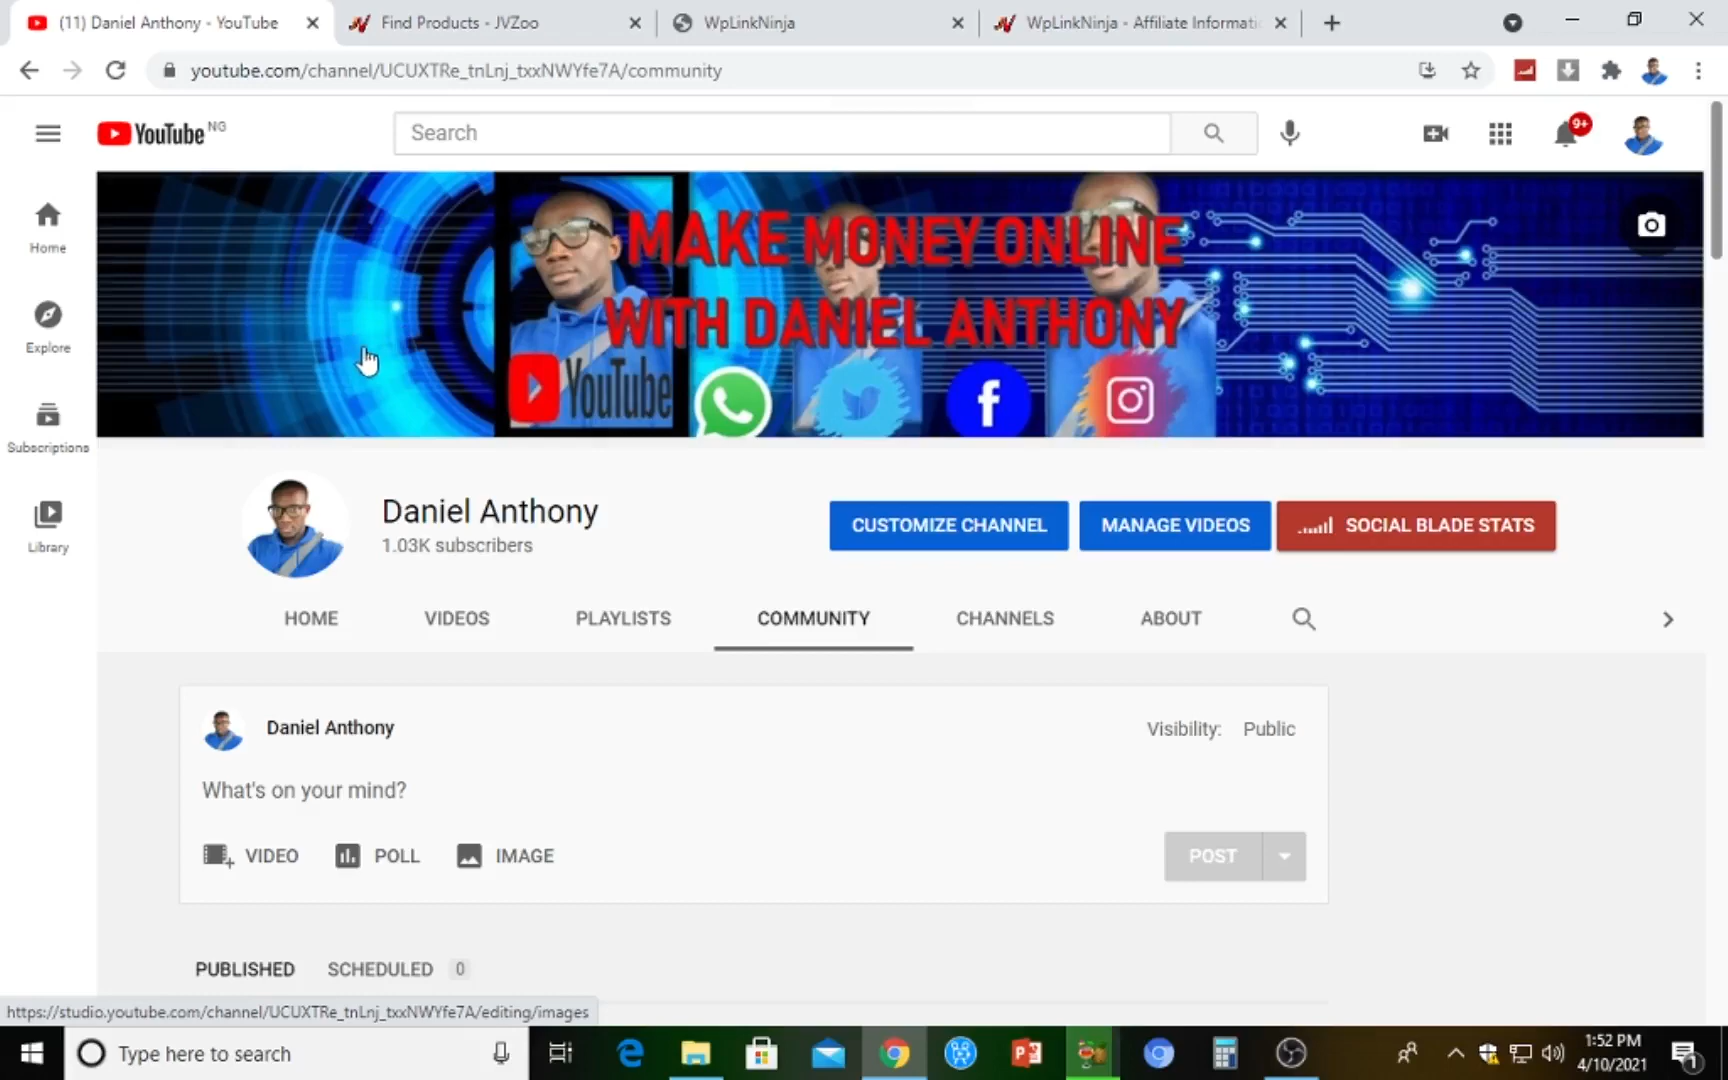 (11) Daniel Anthony - YouTube
Find Products - JVZoo
WpLinkNinja
WpLinkNinja - Affiliate Informati
youtube.com/channel/UCUXTRe_tnLnj_txxNWYfe7A/community
YouTube NG
Search
9+
Home
Explore
Subscriptions
Library
MAKE MONEY ONLINE
WITH DANIEL ANTHONY
YouTube
Daniel Anthony
1.03K subscribers
CUSTOMIZE CHANNEL
MANAGE VIDEOS
SOCIAL BLADE STATS
HOME
VIDEOS
PLAYLISTS
COMMUNITY
CHANNELS
ABOUT
Daniel Anthony
Visibility: Public
What's on your mind?
VIDEO
POLL
IMAGE
POST
PUBLISHED
SCHEDULED 0
https://studio.youtube.com/channel/UCUXTRe_tnLnj_txxNWYfe7A/editing/images
Type here to search
1:52 PM
4/10/2021
1